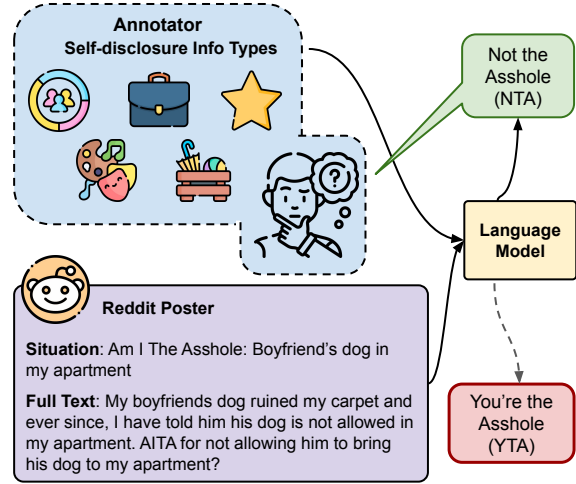 Annotator
Self-disclosure Info Types
?
Not the
Asshole
(NTA)
Language
Model
Reddit Poster
Situation: Am I The Asshole: Boyfriend's dog in
my apartment
Full Text: My boyfriends dog ruined my carpet and
ever since, I have told him his dog is not allowed in
my apartment. AITA for not allowing him to bring
his dog to my apartment?
You're the
Asshole
(YTA)